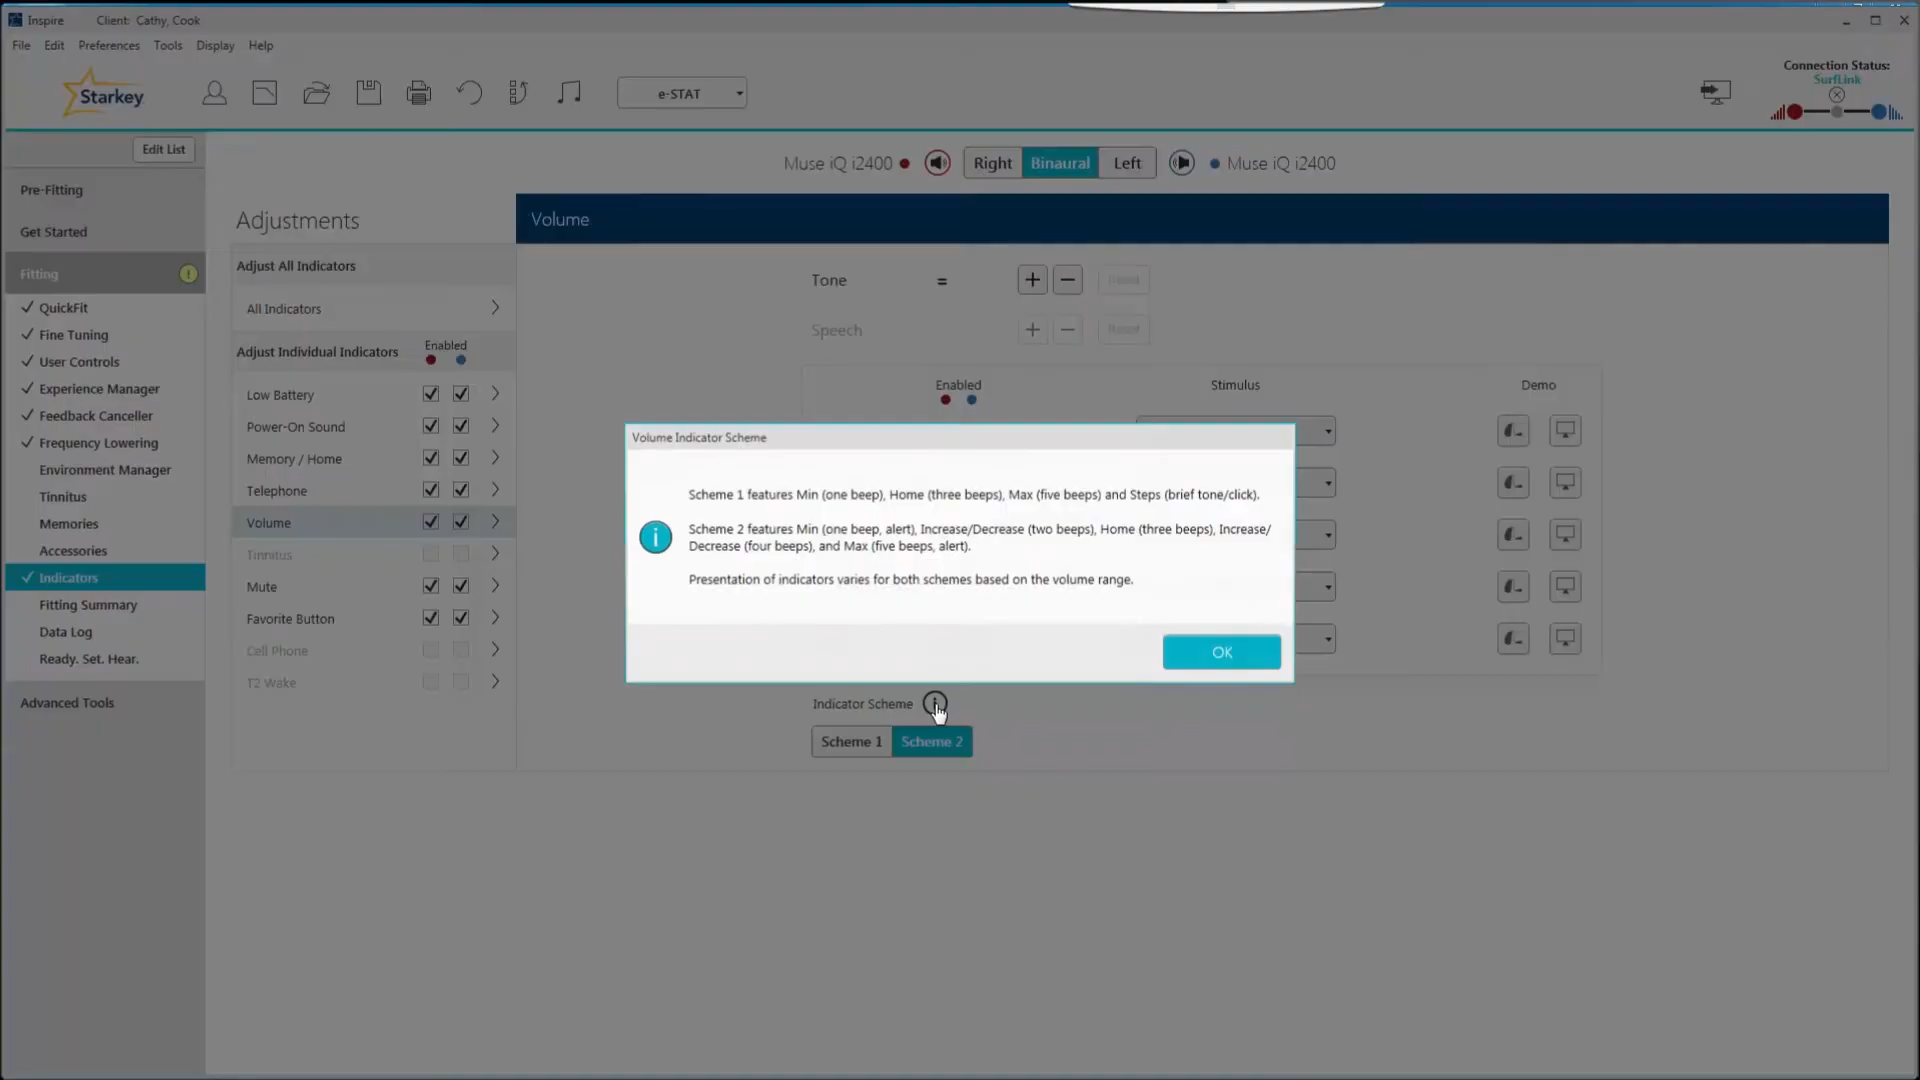 Inspire Client: Cathy, Cook
File Edit Preferences Tools Display Help
Starkey
e-STAT
Connection Status:
SurfLink
Edit List
Pre-Fitting
Get Started
Fitting
QuickFit
Fine Tuning
User Controls
Experience Manager
Feedback Canceller
Frequency Lowering
Environment Manager
Tinnitus
Memories
Accessories
Indicators
Fitting Summary
Data Log
Ready. Set. Hear.
Advanced Tools
Muse iQ i2400 Right Binaural Left Muse iQ i2400
Adjustments
Adjust All Indicators
All Indicators
Adjust Individual Indicators Enabled
Low Battery
Power-On Sound
Memory / Home
Telephone
Volume
Tinnitus
Mute
Favorite Button
Cell Phone
T2 Wake
Volume
Tone = + − Reset
Speech + − Reset
Enabled Stimulus Demo
Volume Indicator Scheme
Scheme 1 features Min (one beep), Home (three beeps), Max (five beeps) and Steps (brief tone/click).
Scheme 2 features Min (one beep, alert), Increase/Decrease (two beeps), Home (three beeps), Increase/
Decrease (four beeps), and Max (five beeps, alert).
Presentation of indicators varies for both schemes based on the volume range.
OK
Indicator Scheme
Scheme 1 Scheme 2